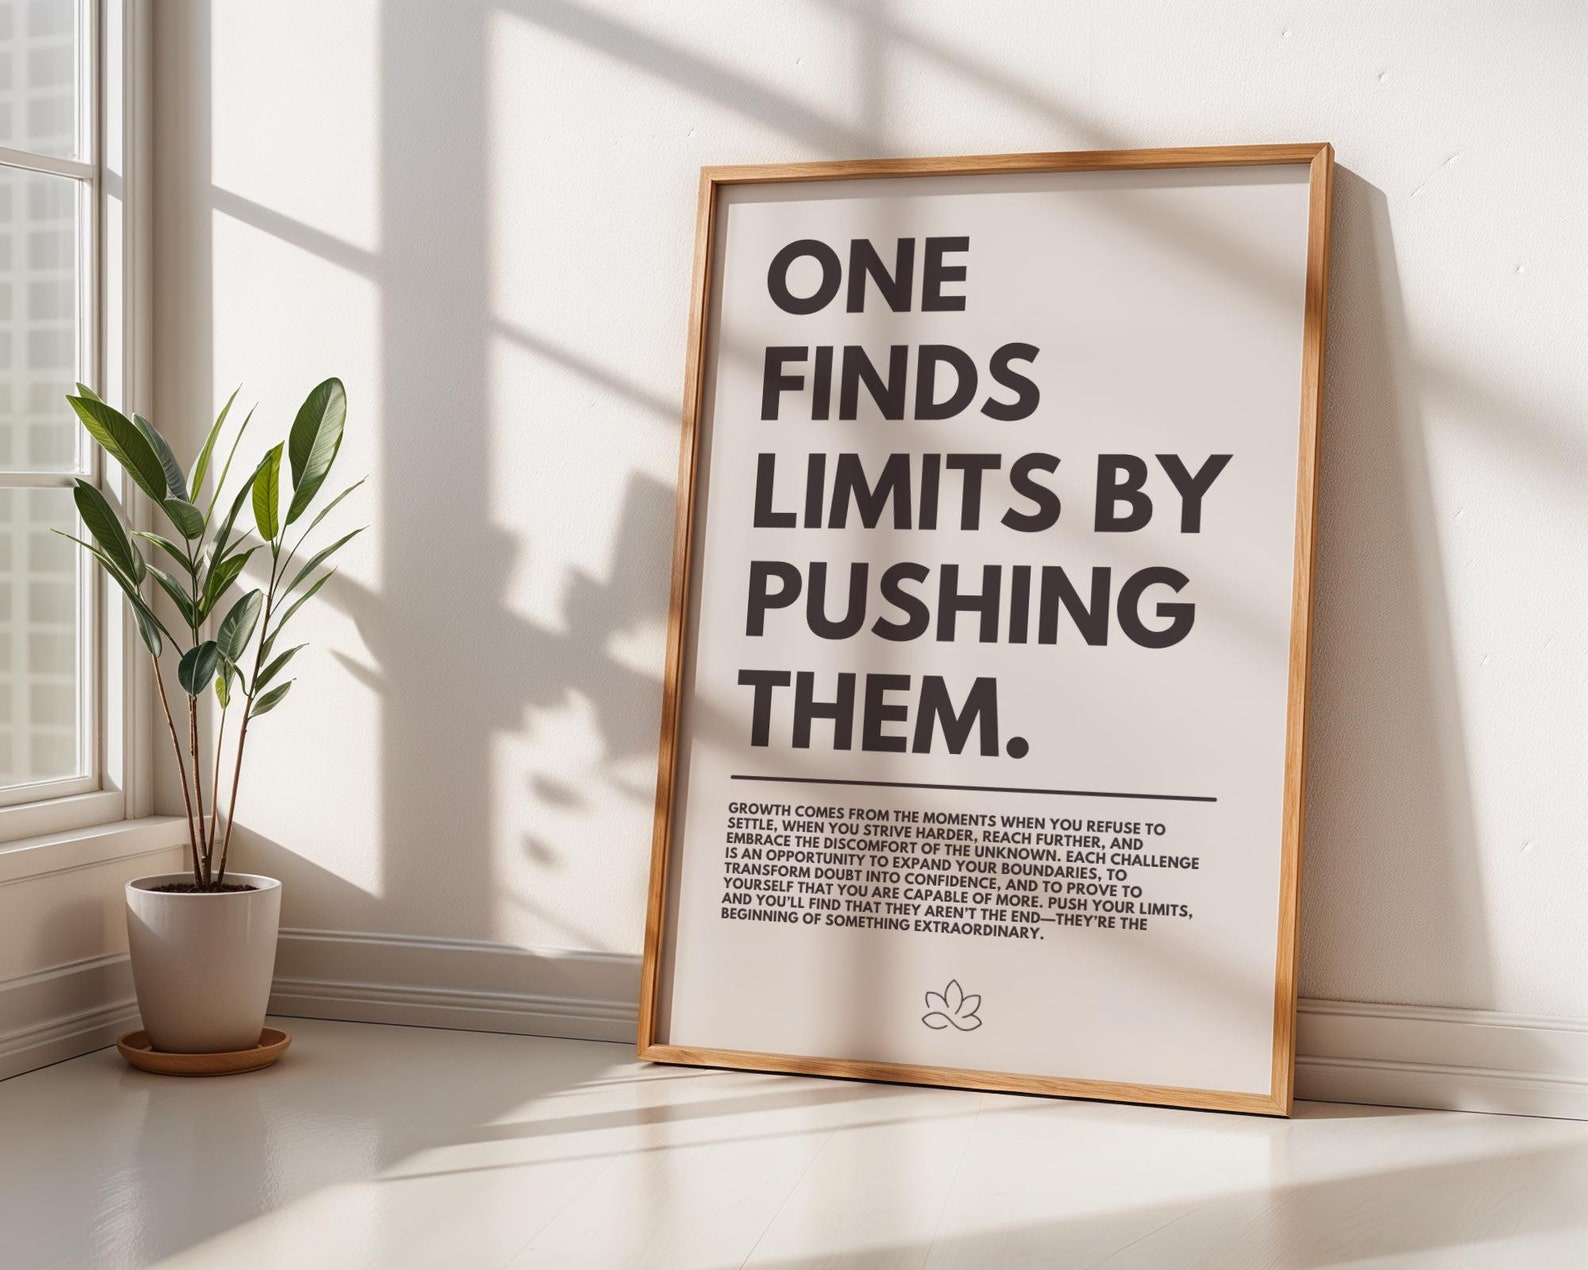 ONE
FINDS
LIMITS BY
PUSHING
THEM.
GROWTH COMES FROM THE MOMENTS WHEN YOU REFUSE TO
SETTLE, WHEN YOU STRIVE HARDER, REACH FURTHER, AND
EMBRACE THE DISCOMFORT OF THE UNKNOWN. EACH CHALLENGE
IS AN OPPORTUNITY TO EXPAND YOUR BOUNDARIES, TO
TRANSFORM DOUBT INTO CONFIDENCE, AND TO PROVE TO
YOURSELF THAT YOU ARE CAPABLE OF MORE. PUSH YOUR LIMITS,
AND YOU'LL FIND THAT THEY AREN'T THE END—THEY'RE THE
BEGINNING OF SOMETHING EXTRAORDINARY.